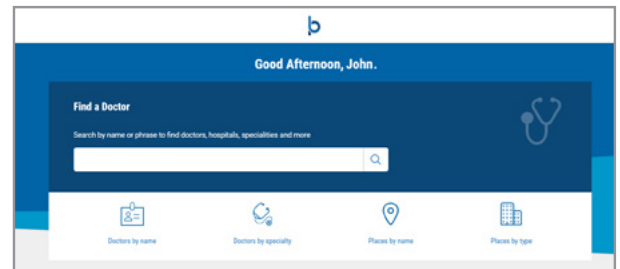 b
Good Afternoon, John.
Find a Doctor
Search by name or phrase to find doctors, hospitals, specialities and more
Doctors by name
Doctors by specialty
Places by name
Places by type